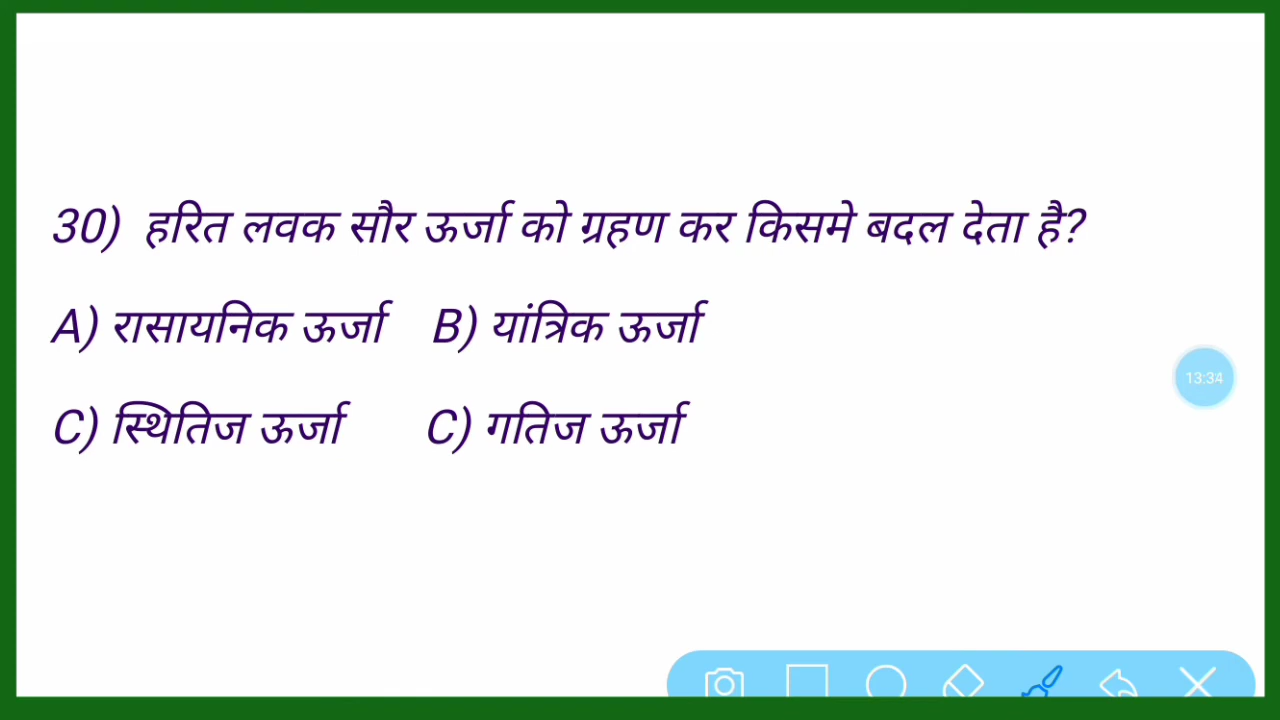 30) हरित लवक सौर ऊर्जा को ग्रहण कर किसमे बदल देता है?
A) रासायनिक ऊर्जा B) यांत्रिक ऊर्जा
13:34
C) स्थितिज ऊर्जा C) गतिज ऊर्जा